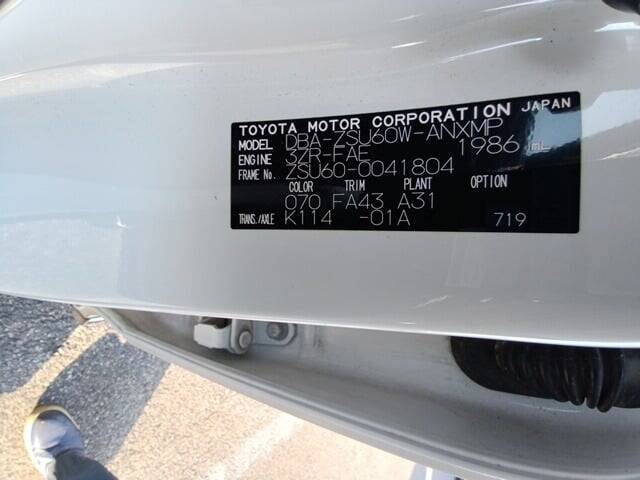 TOYOTA MOTOR CORPORATION JAPAN
MODEL DBA-ZSU60W-ANXMP
ENGINE 3ZR-FAE 1986 mL
FRAME No. ZSU60-0041804
COLOR TRIM PLANT OPTION
070 FA43 A31
TRANS./AXLE K114 -01A 719